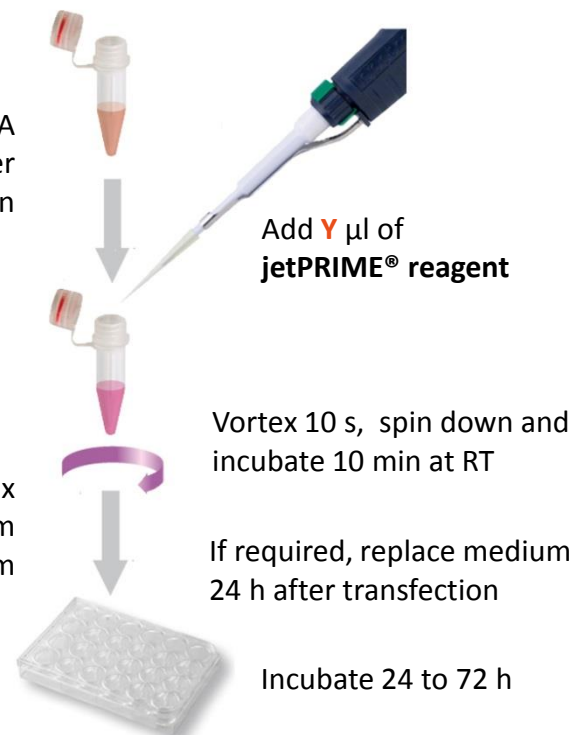 A
er
n
Add Y µl of
jetPRIME® reagent
Vortex 10 s, spin down and
incubate 10 min at RT
x
m
m
If required, replace medium
24 h after transfection
Incubate 24 to 72 h